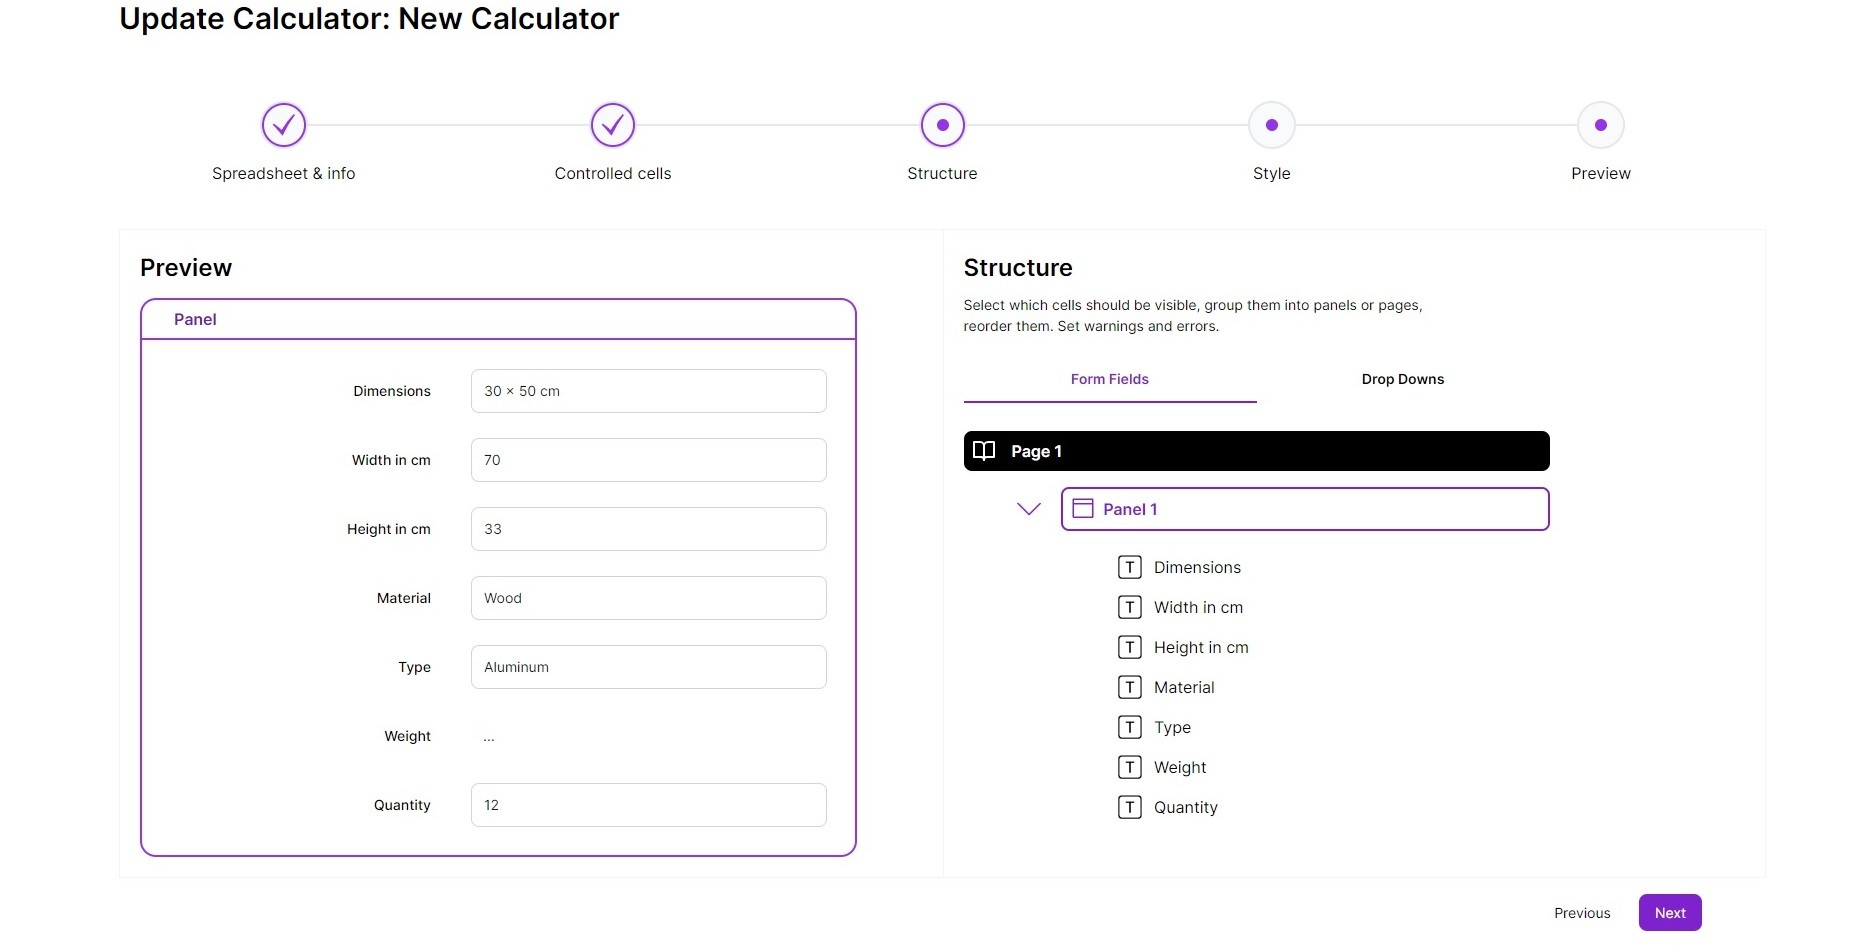 Update Calculator: New Calculator
Spreadsheet & info
Controlled cells
Structure
Style
Preview
Preview
Panel
Dimensions
30 × 50 cm
Width in cm
70
Height in cm
33
Material
Wood
Type
Aluminum
Weight
...
Quantity
12
Structure
Select which cells should be visible, group them into panels or pages,
reorder them. Set warnings and errors.
Form Fields
Drop Downs
Page 1
Panel 1
T Dimensions
T Width in cm
T Height in cm
T Material
T Type
T Weight
T Quantity
Previous
Next